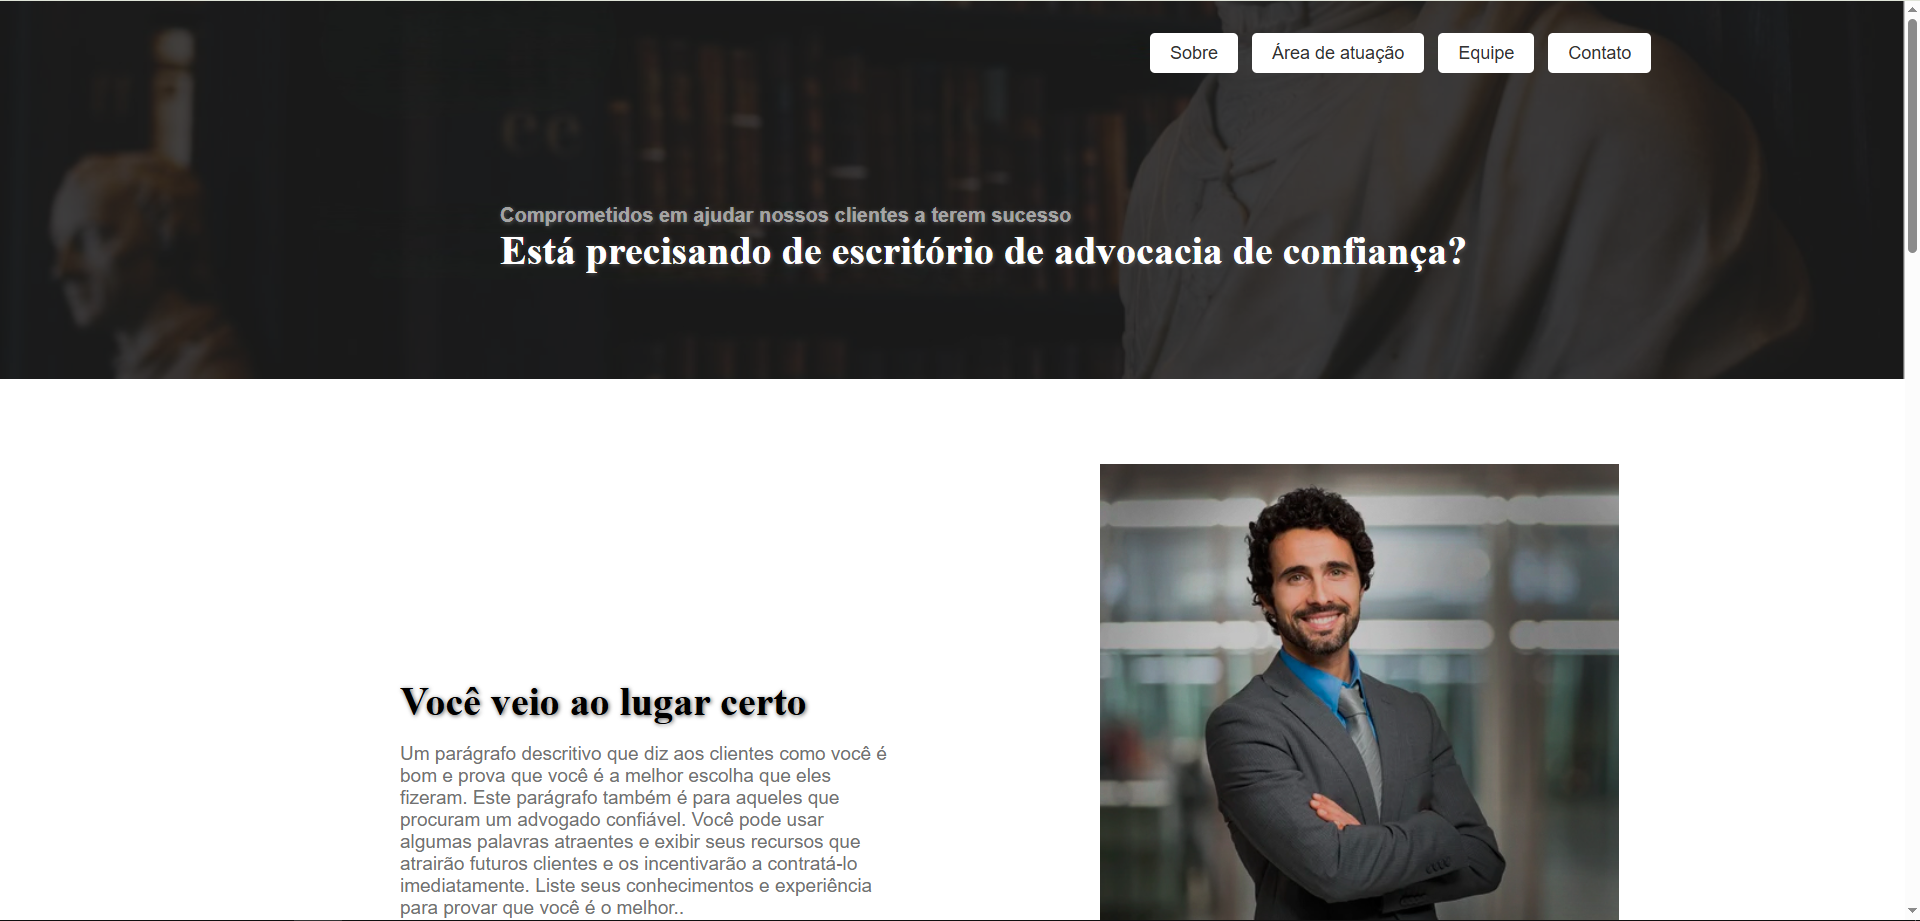 Sobre Área de atuação Equipe Contato
Comprometidos em ajudar nossos clientes a terem sucesso
Está precisando de escritório de advocacia de confiança?
Você veio ao lugar certo
Um parágrafo descritivo que diz aos clientes como você é
bom e prova que você é a melhor escolha que eles
fizeram. Este parágrafo também é para aqueles que
procuram um advogado confiável. Você pode usar
algumas palavras atraentes e exibir seus recursos que
atrairão futuros clientes e os incentivarão a contratá-lo
imediatamente. Liste seus conhecimentos e experiência
para provar que você é o melhor..